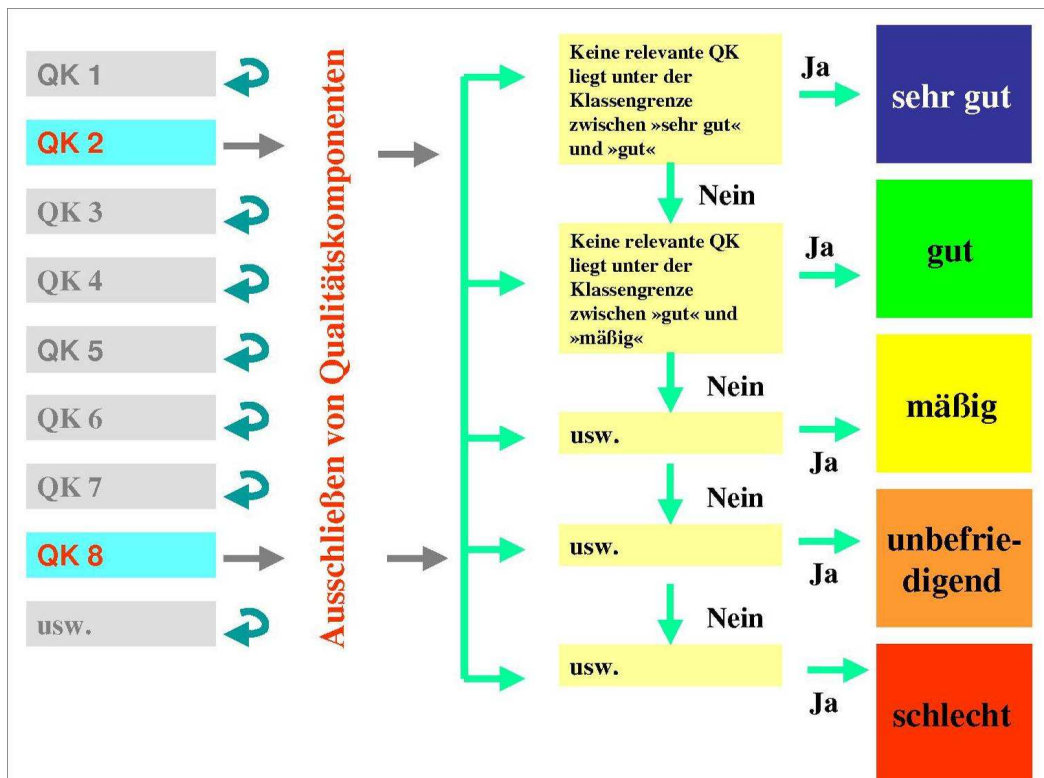 QK 1
QK 2
QK 3
QK 4
QK 5
QK 6
QK 7
QK 8
usw.
Ausschließen von Qualitätskomponenten
Keine relevante QK
liegt unter der
Klassengrenze
zwischen »sehr gut«
und »gut«
Ja
sehr gut
Nein
Keine relevante QK
liegt unter der
Klassengrenze
zwischen »gut« und
»mäßig«
Ja
gut
Nein
usw.
Ja
mäßig
Nein
usw.
Ja
unbefrie-
digend
Nein
usw.
Ja
schlecht